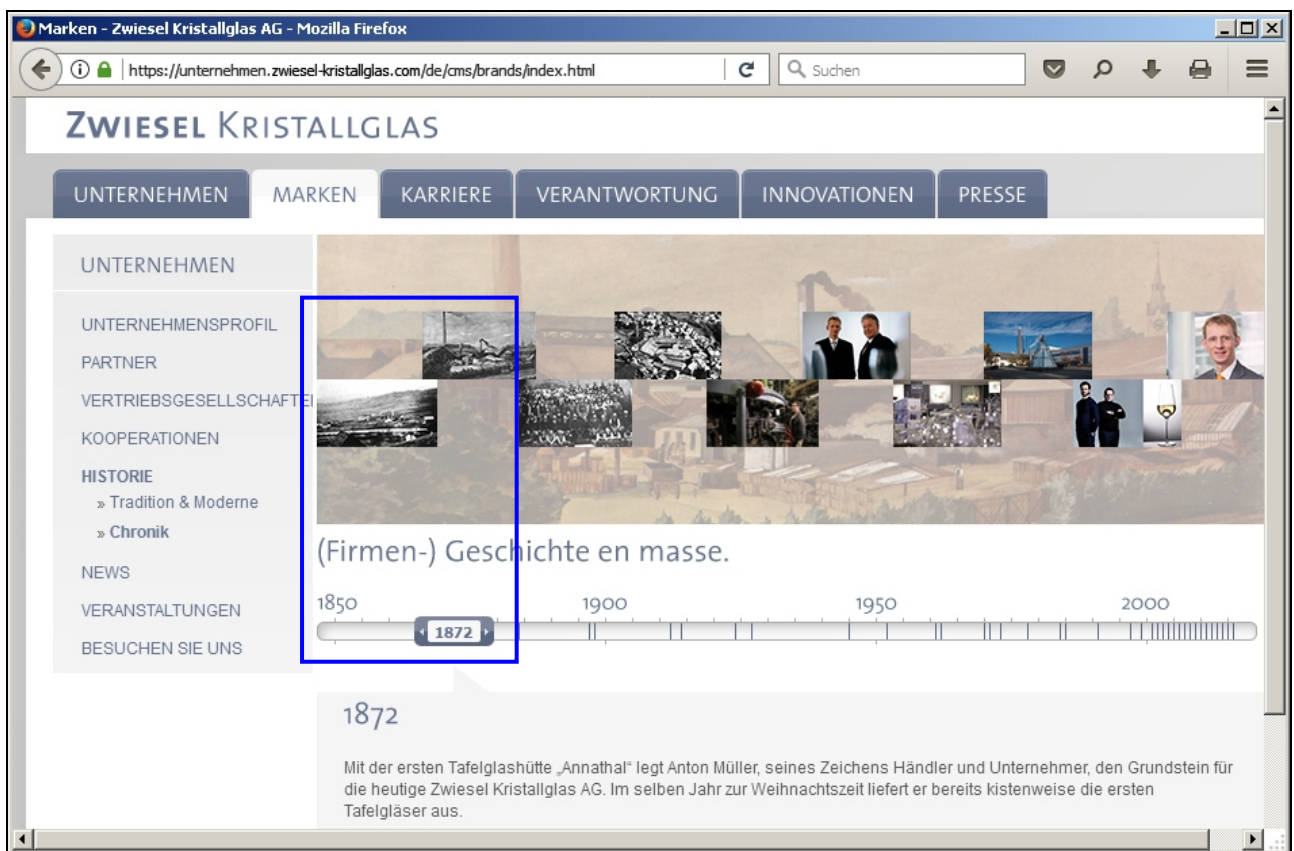 Marken - Zwiesel Kristallglas AG - Mozilla Firefox
https://unternehmen.zwiesel-kristallglas.com/de/cms/brands/index.html
Suchen
ZWIESEL KRISTALLGLAS
UNTERNEHMEN MARKEN KARRIERE VERANTWORTUNG INNOVATIONEN PRESSE
UNTERNEHMEN
UNTERNEHMENSPROFIL
PARTNER
VERTRIEBSGESELLSCHAFTE
KOOPERATIONEN
HISTORIE
» Tradition & Moderne
» Chronik
NEWS
VERANSTALTUNGEN
BESUCHEN SIE UNS
(Firmen-) Geschichte en masse.
1850 1900 1950 2000
1872
1872
Mit der ersten Tafelglashütte „Annathal“ legt Anton Müller, seines Zeichens Händler und Unternehmer, den Grundstein für
die heutige Zwiesel Kristallglas AG. Im selben Jahr zur Weihnachtszeit liefert er bereits kistenweise die ersten
Tafelgläser aus.